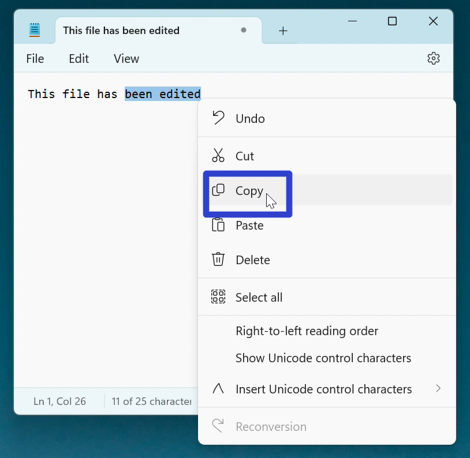 This file has been edited
File Edit View
This file has been edited
Undo
Cut
Copy
Paste
Delete
Select all
Right-to-left reading order
Show Unicode control characters
Insert Unicode control characters
Reconversion
Ln 1, Col 26 11 of 25